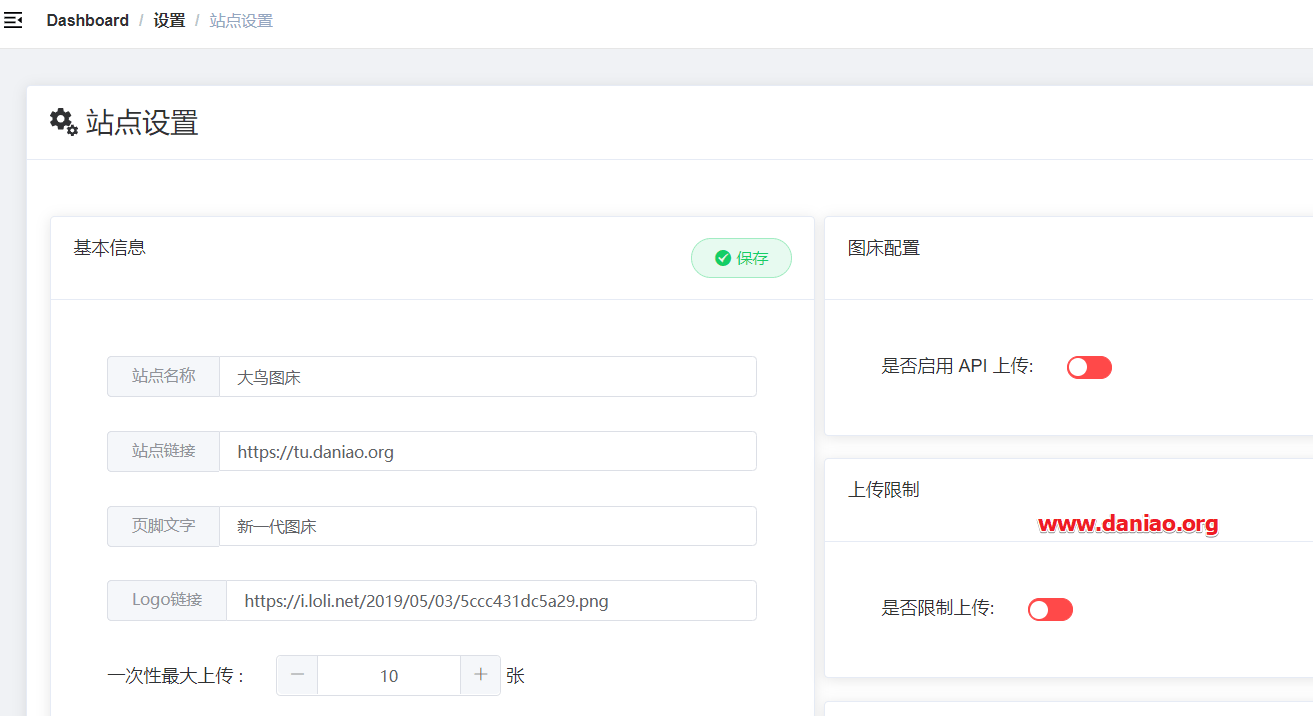 Dashboard / 设置 / 站点设置
站点设置
基本信息
保存
站点名称 大鸟图床
站点链接 https://tu.daniao.org
页脚文字 新一代图床
Logo链接 https://i.loli.net/2019/05/03/5ccc431dc5a29.png
一次性最大上传： － 10 + 张
图床配置
是否启用 API 上传:
上传限制
www.daniao.org
是否限制上传: